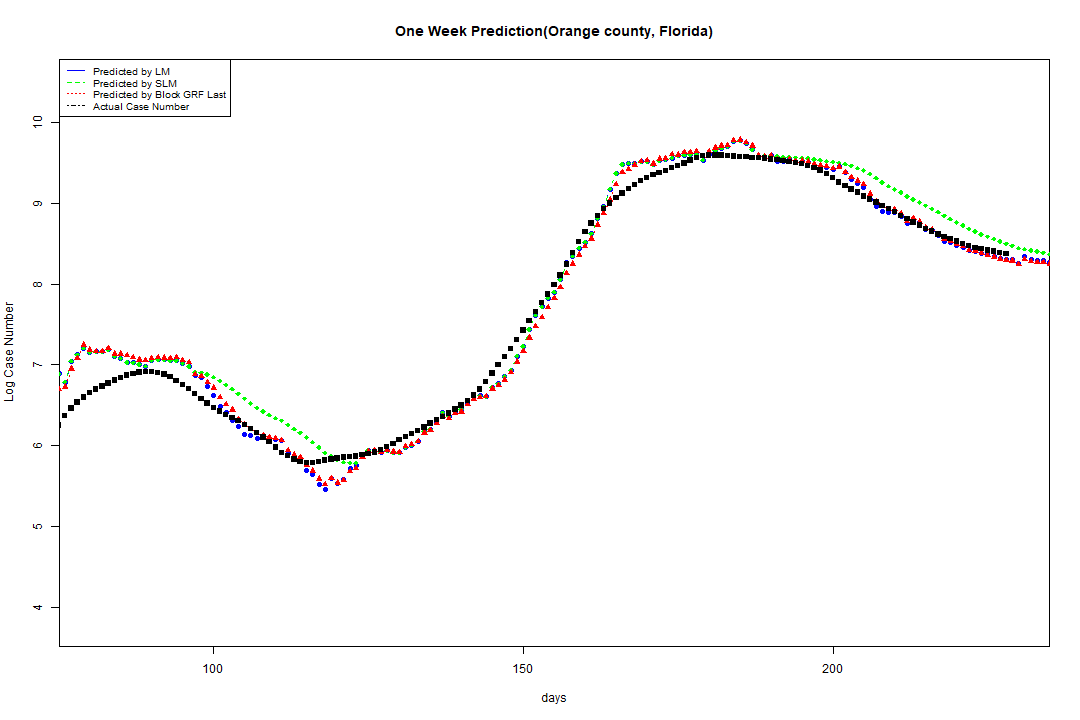 One Week Prediction(Orange county, Florida)
Predicted by LM
Predicted by SLM
Predicted by Block GRF Last
Actual Case Number
10
9
8
7
6
5
4
Log Case Number
100 150 200
days